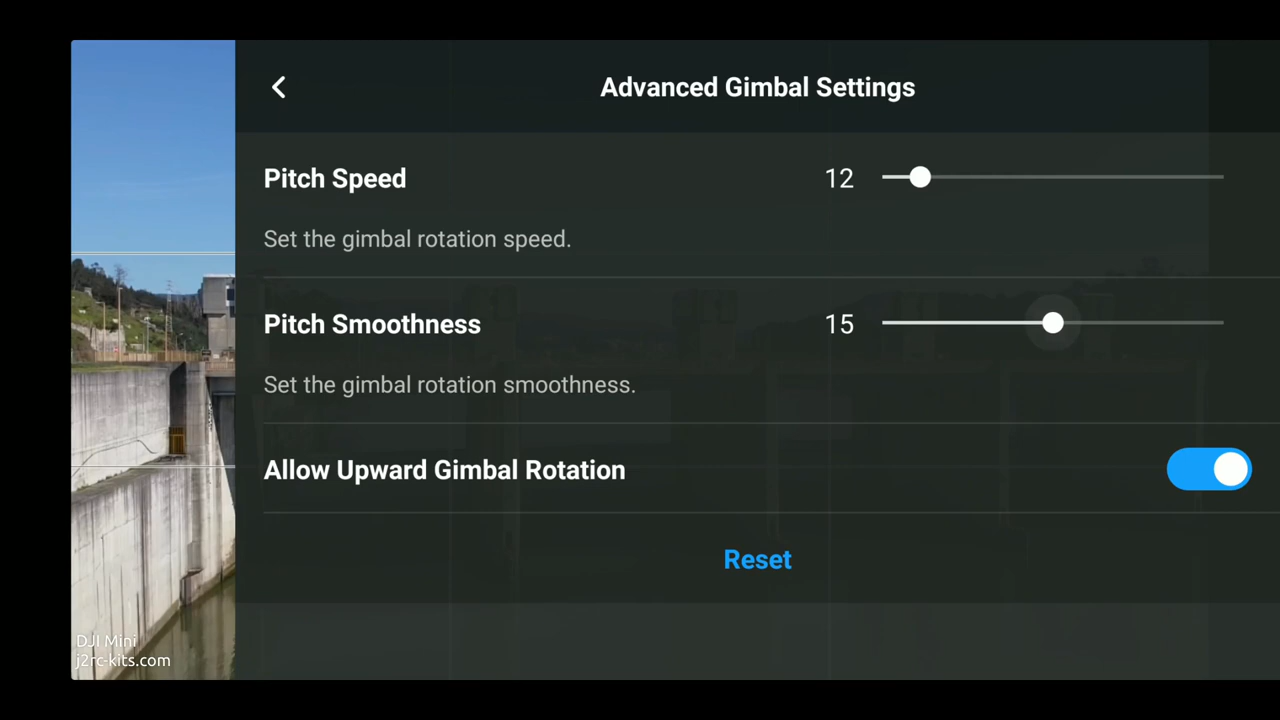 Advanced Gimbal Settings
Pitch Speed 12
Set the gimbal rotation speed.
Pitch Smoothness 15
Set the gimbal rotation smoothness.
Allow Upward Gimbal Rotation
Reset
DJI Mini
j2rc-kits.com